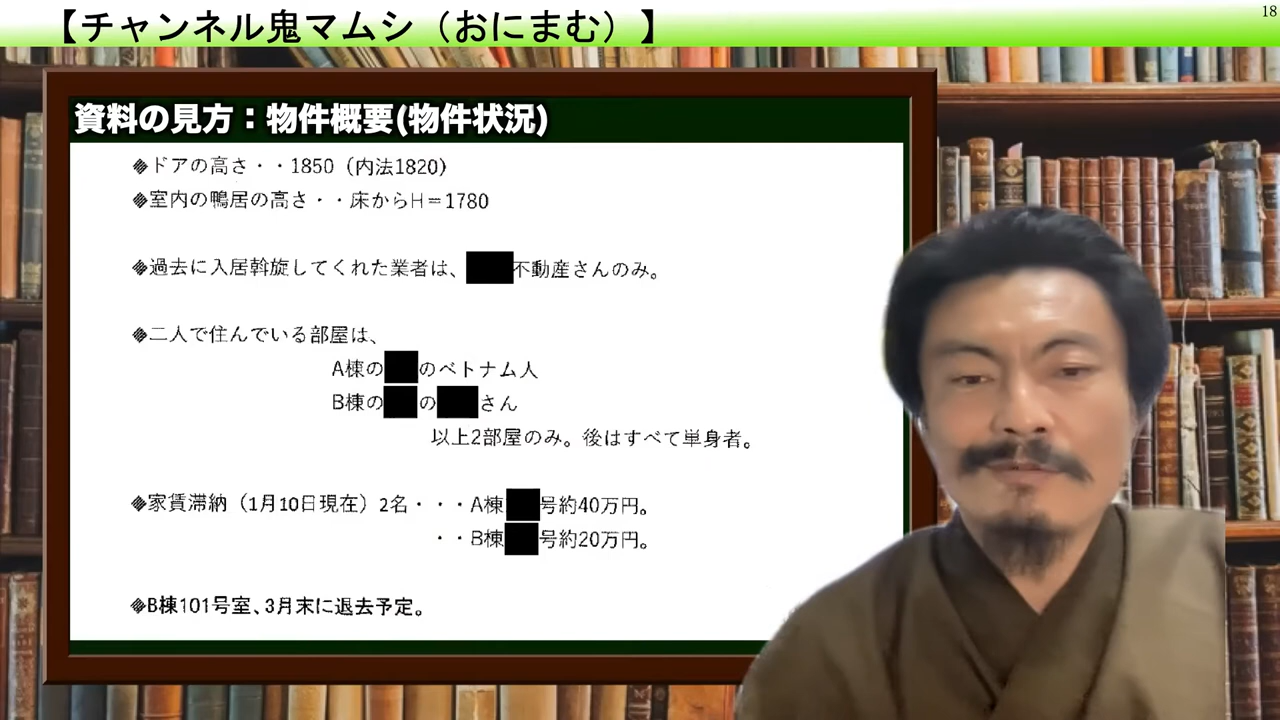 【チャンネル鬼マムシ（おにまむ）】
18
資料の見方：物件概要(物件状況)
◈ドアの高さ・・1850（内法1820）
◈室内の鴨居の高さ・・床からH＝1780
◈過去に入居斡旋してくれた業者は、不動産さんのみ。
◈二人で住んでいる部屋は、
A棟ののベトナム人
B棟ののさん
以上2部屋のみ。後はすべて単身者。
◈家賃滞納（1月10日現在）2名・・・A棟号約40万円。
・・B棟号約20万円。
◈B棟101号室、3月末に退去予定。